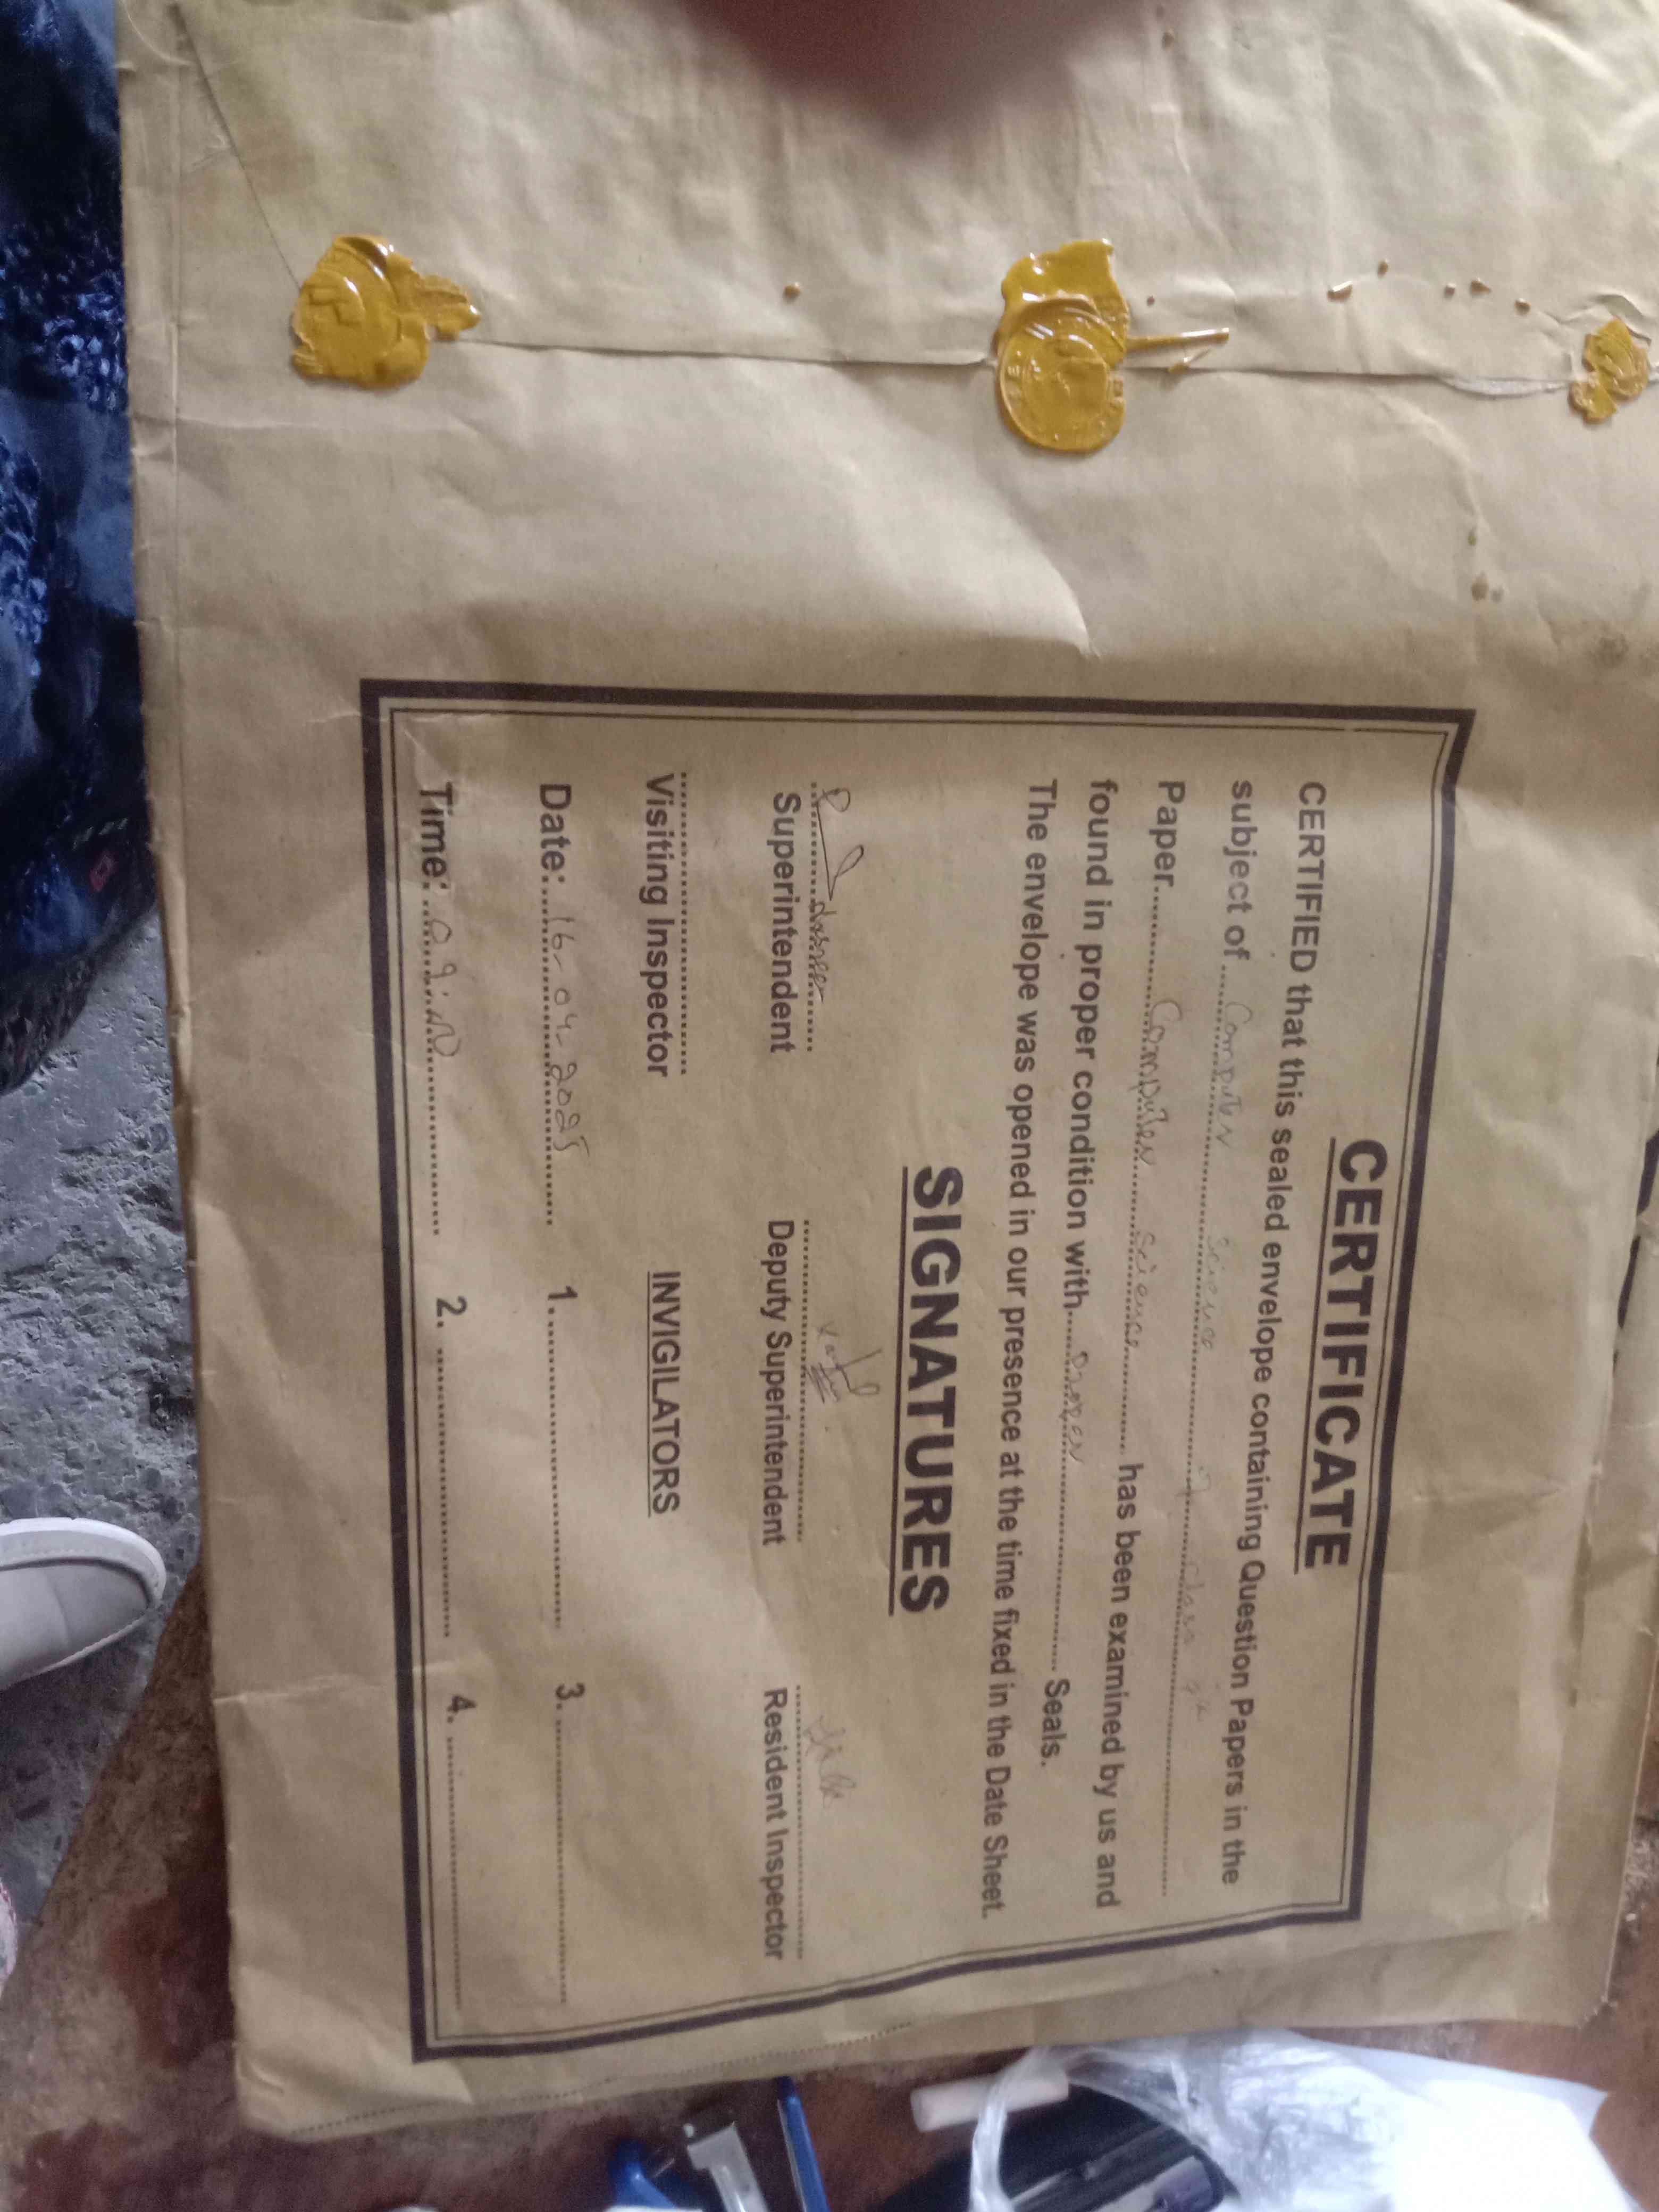 CERTIFICATE
CERTIFIED that this sealed envelope containing Question Papers in the
subject of Computer Science class
Paper Computer Science has been examined by us and
found in proper condition with proper Seals.
The envelope was opened in our presence at the time fixed in the Date Sheet.
SIGNATURES
Superintendent Deputy Superintendent Resident Inspector
Visiting Inspector INVIGILATORS
Date: 16-04-2025 1. 3.
Time: 2. 4.